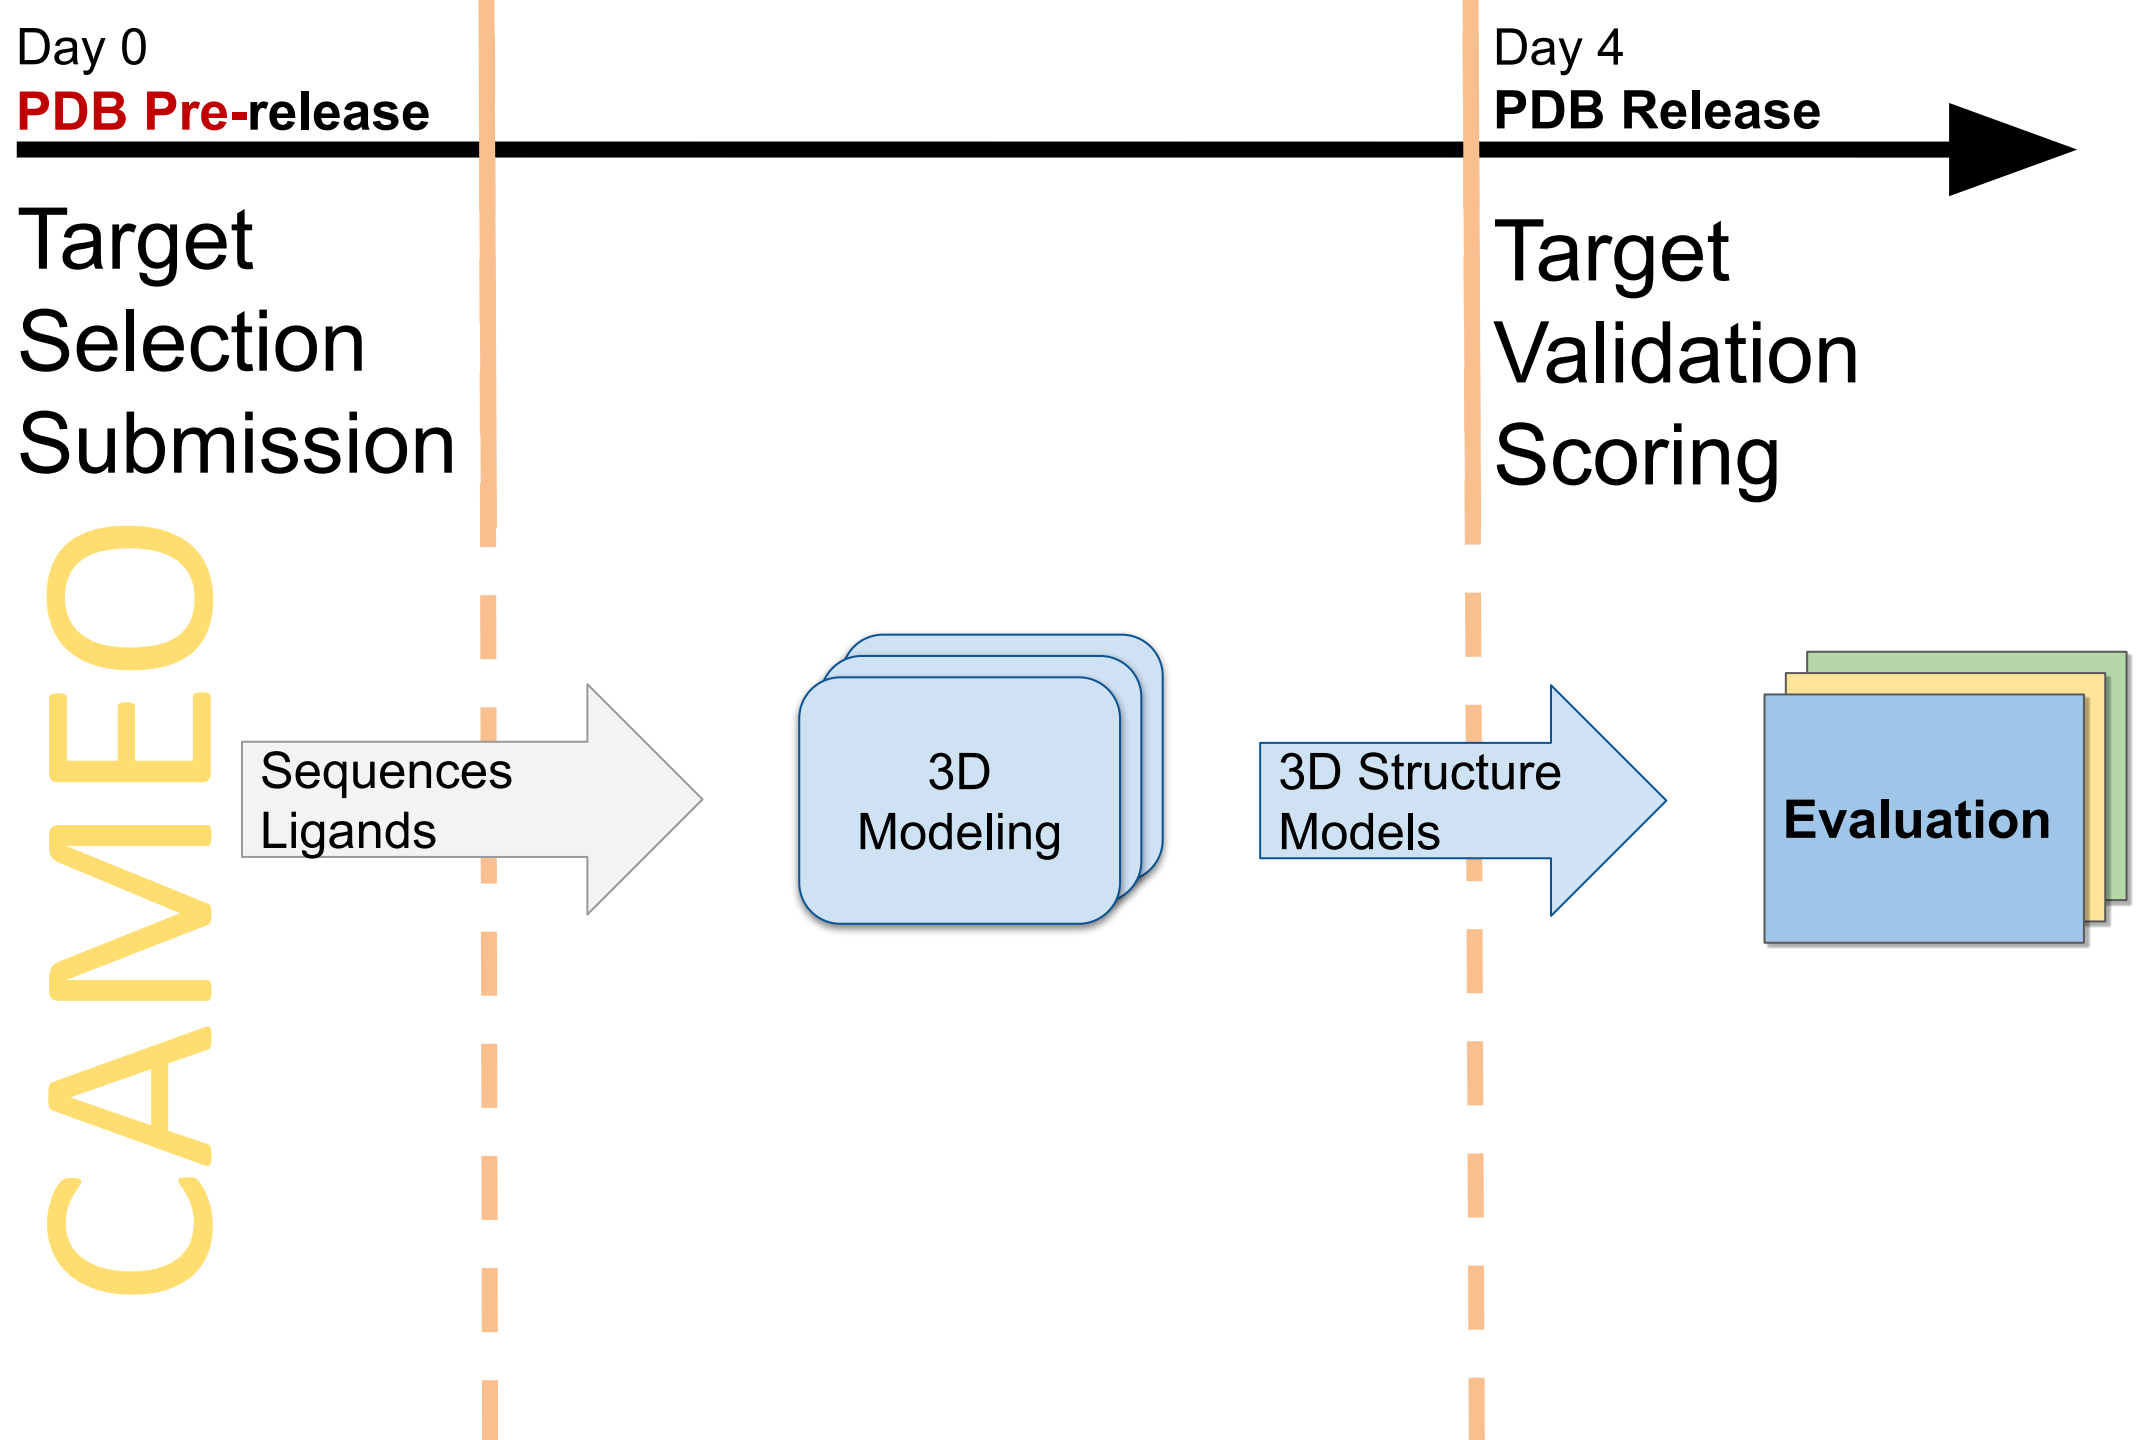 Day 0
PDB Pre-release
Day 4
PDB Release
Target
Selection
Submission
Target
Validation
Scoring
CAMEO
Sequences
Ligands
3D
Modeling
3D Structure
Models
Evaluation